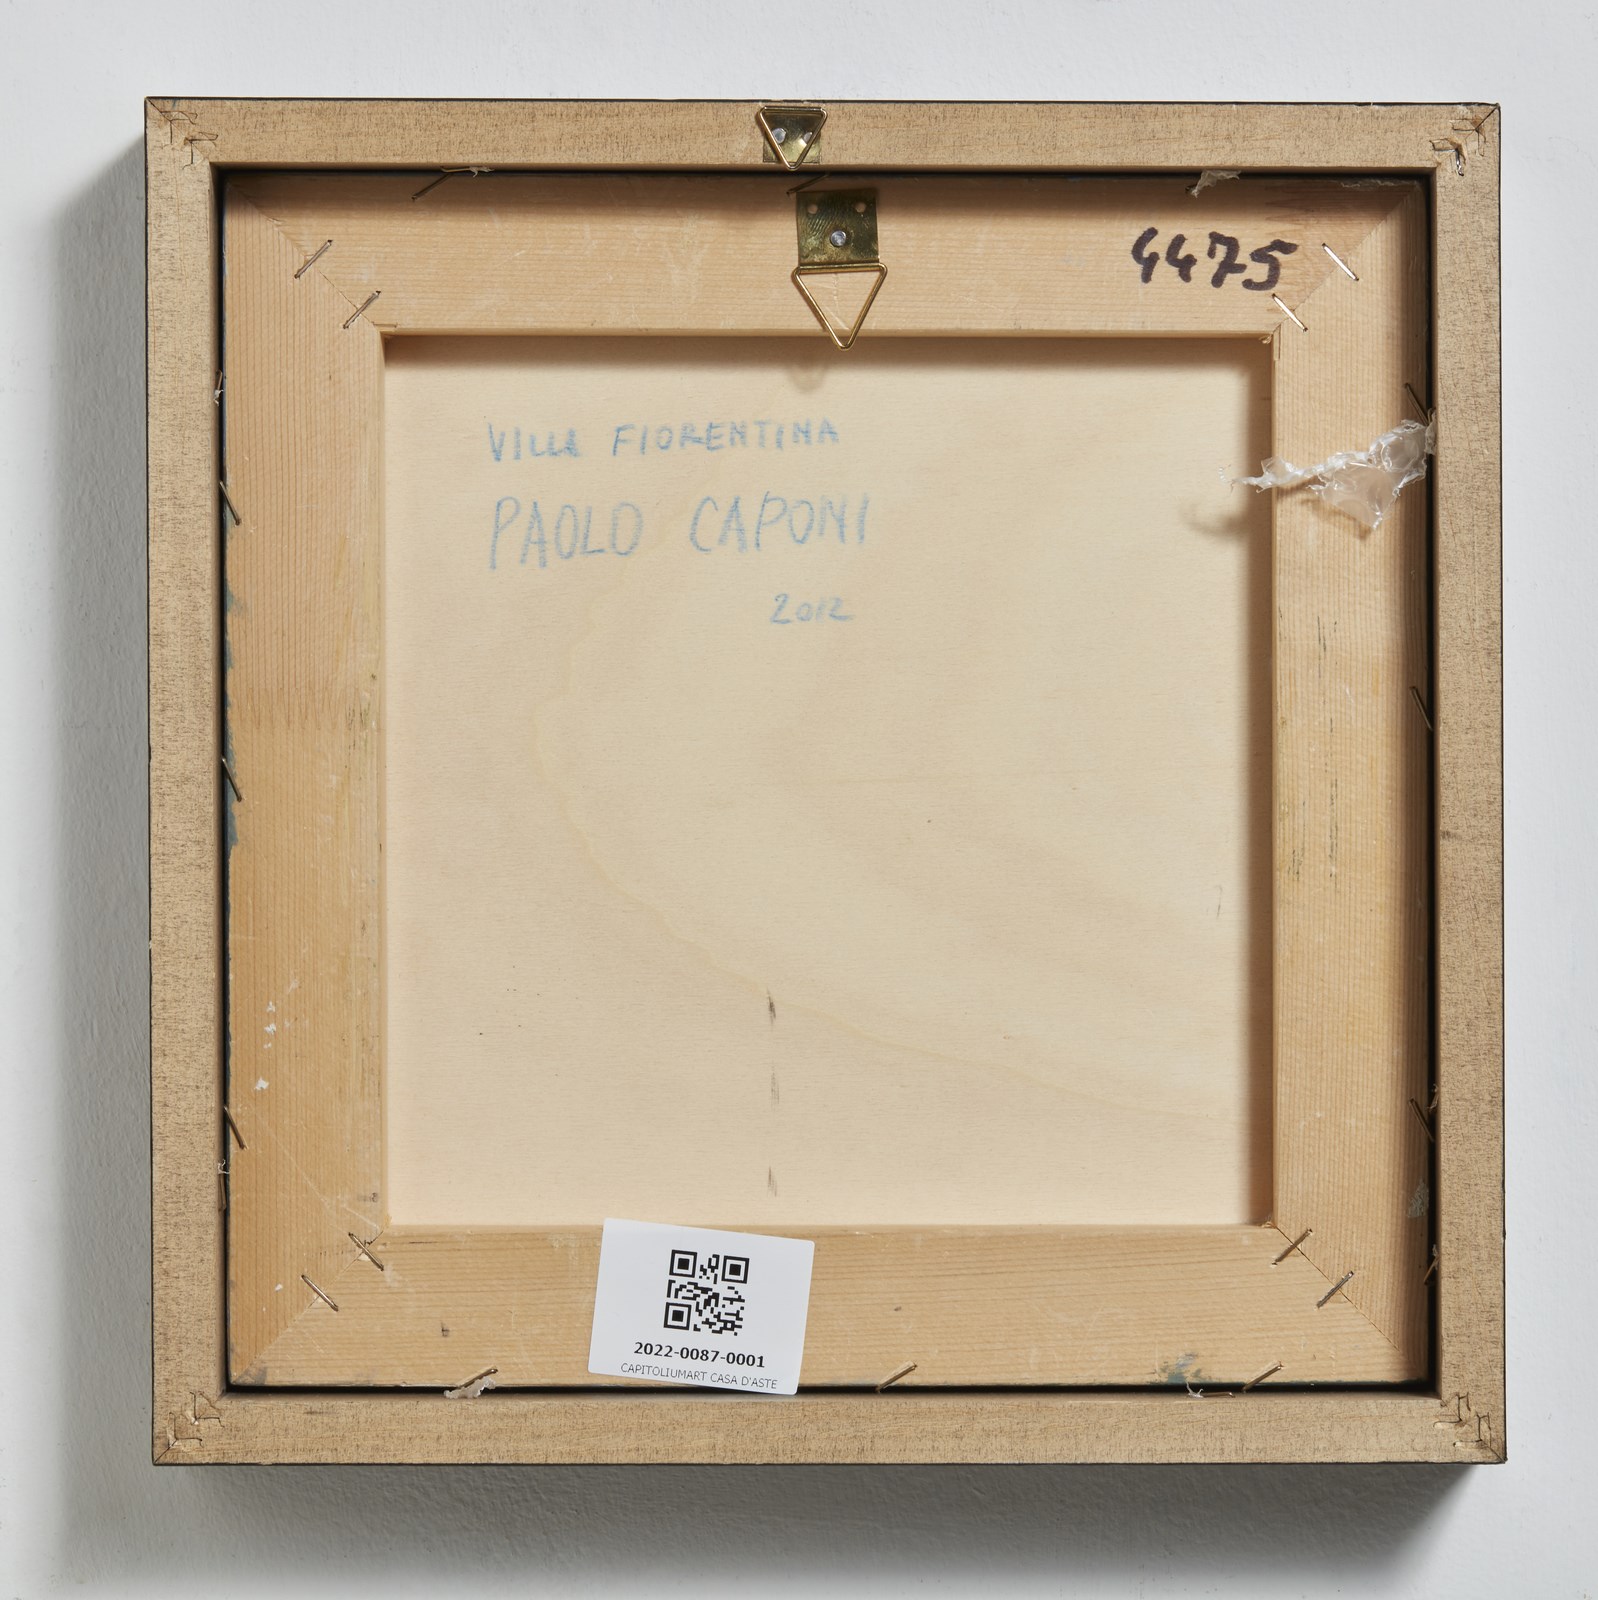 4475
VILLA FIORENTINA
PAOLO CAPONI
2012
2022-0087-0001
CAPITOLIUMART CASA D'ASTE